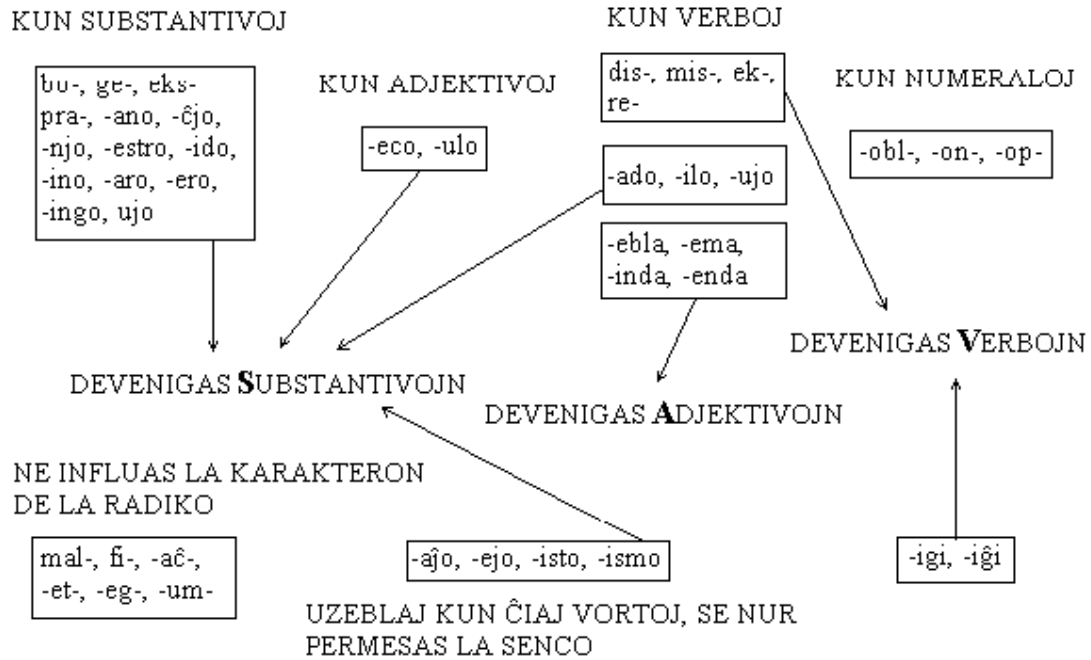 KUN SUBSTANTIVOJ
bo-, ge-, eks-
pra-, -ano, -ĉjo,
-njo, -estro, -ido,
-ino, -aro, -ero,
-ingo, ujo
KUN ADJEKTIVOJ
-eco, -ulo
KUN VERBOJ
dis-, mis-, ek-,
re-
-ado, -ilo, -ujo
-ebla, -ema,
-inda, -enda
KUN NUMERALOJ
-obl-, -on-, -op-
DEVENIGAS VERBOJN
DEVENIGAS SUBSTANTIVOJN
DEVENIGAS ADJEKTIVOJN
NE INFLUAS LA KARAKTERON
DE LA RADIKO
mal-, fi-, -aĉ-,
-et-, -eg-, -um-
-aĵo, -ejo, -isto, -ismo
UZEBLAJ KUN ĈIAJ VORTOJ, SE NUR
PERMESAS LA SENCO
-igi, -iĝi